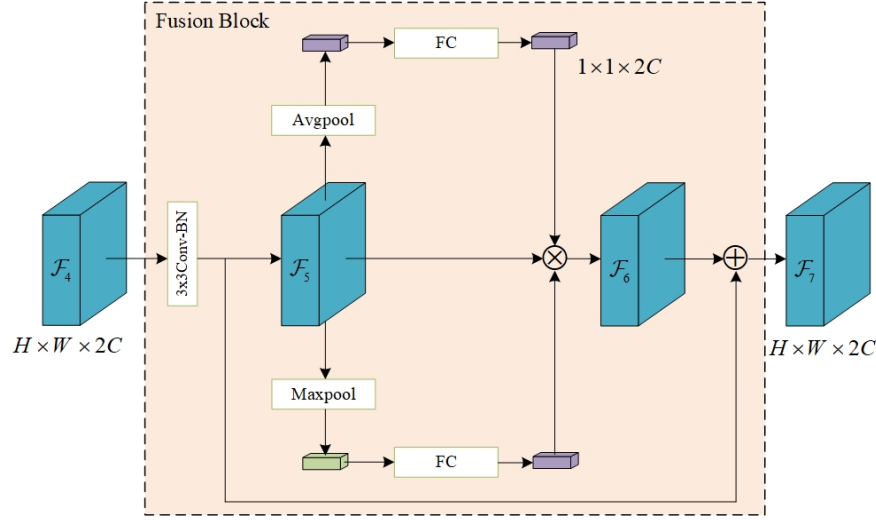 Fusion Block
FC
1×1×2C
Avgpool
3x3Conv-BN
F₄
F₅
F₆
F₇
H×W×2C
H×W×2C
Maxpool
FC